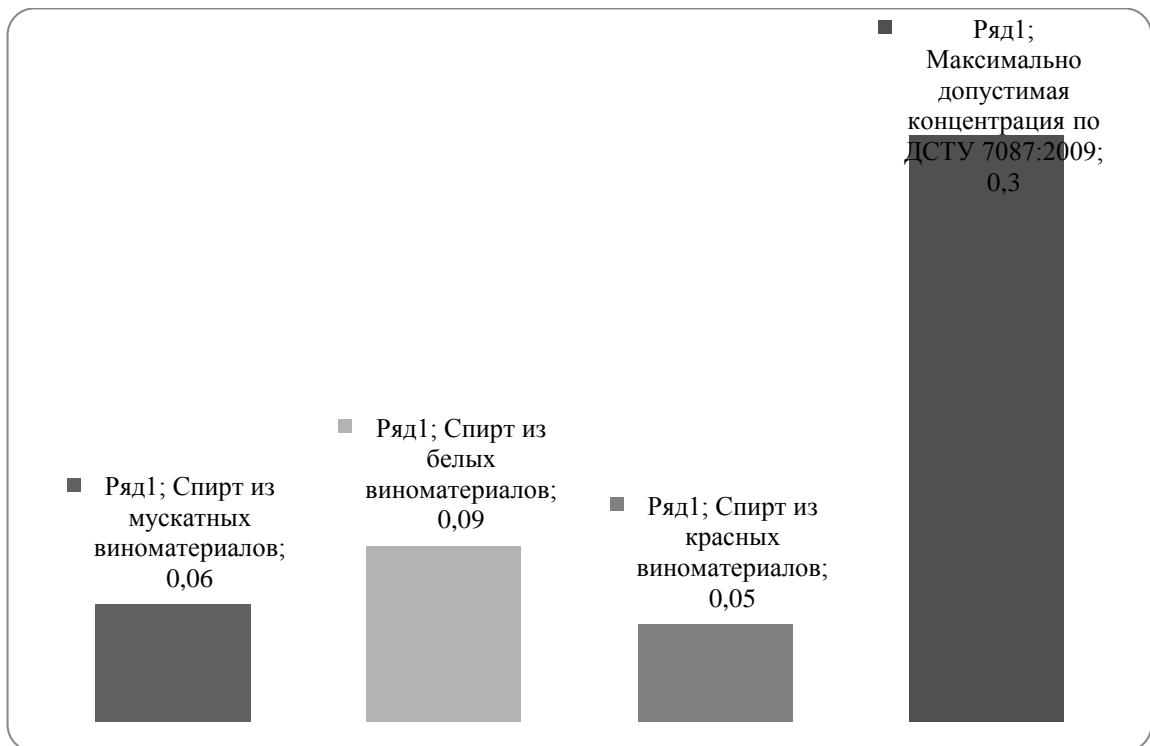 Ряд1; Спирт из
мускатных
виноматериалов;
0,06
Ряд1; Спирт из
белых
виноматериалов;
0,09
Ряд1; Спирт из
красных
виноматериалов;
0,05
Ряд1;
Максимально
допустимая
концентрация по
ДСТУ 7087:2009;
0,3